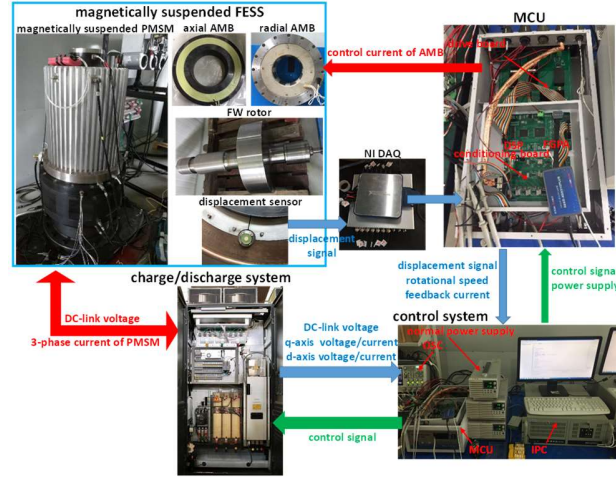 magnetically suspended FESS
magnetically suspended PMSM
axial AMB
radial AMB
FW rotor
displacement sensor
MCU
drive board
control current of AMB
DSP
FPGA
conditioning board
NI DAQ
displacement
signal
displacement signal
rotational speed
feedback current
control signal
power supply
charge/discharge system
DC-link voltage
3-phase current of PMSM
DC-link voltage
q-axis voltage/current
d-axis voltage/current
control signal
control system
normal power supply
OSC
MCU
IPC